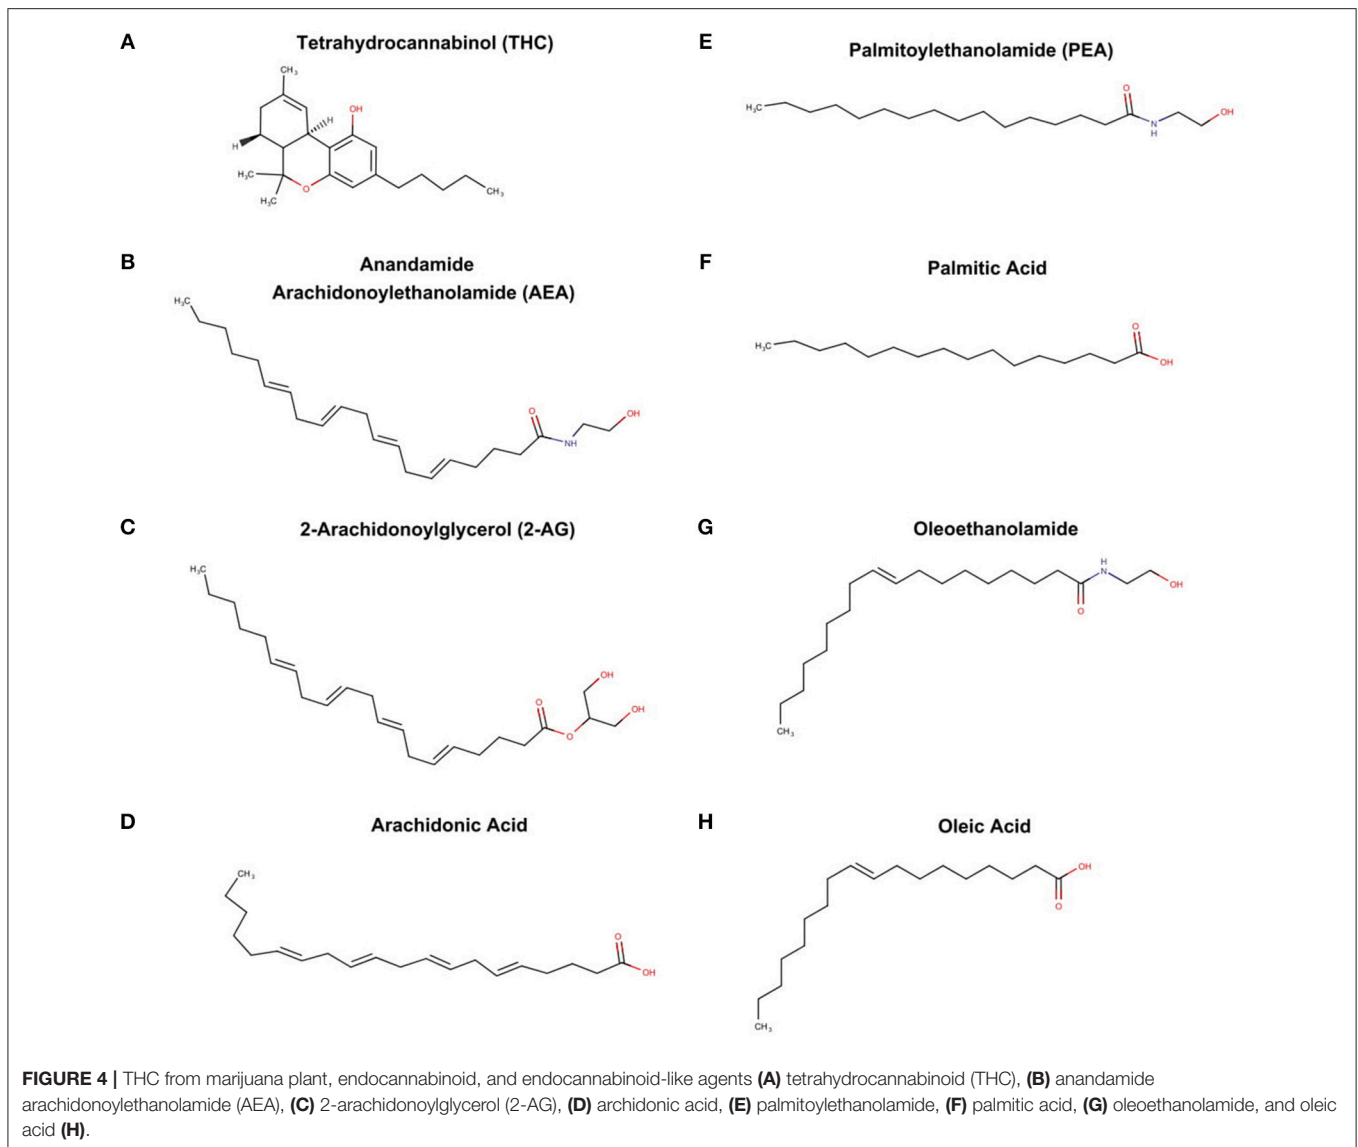 A
Tetrahydrocannabinol (THC)
CH3
OH
H
H
H3C
O
H3C
CH3
B
Anandamide
Arachidonoylethanolamide (AEA)
H3C
O
OH
NH
C
2-Arachidonoylglycerol (2-AG)
H3C
OH
O
OH
O
D
Arachidonic Acid
CH3
O
OH
E
Palmitoylethanolamide (PEA)
H3C
O
OH
N
H
F
Palmitic Acid
O
H3C
OH
G
Oleoethanolamide
H
N
OH
O
CH3
H
Oleic Acid
OH
O
CH3
FIGURE 4 | THC from marijuana plant, endocannabinoid, and endocannabinoid-like agents (A) tetrahydrocannabinoid (THC), (B) anandamide
arachidonoylethanolamide (AEA), (C) 2-arachidonoylglycerol (2-AG), (D) archidonic acid, (E) palmitoylethanolamide, (F) palmitic acid, (G) oleoethanolamide, and oleic
acid (H).